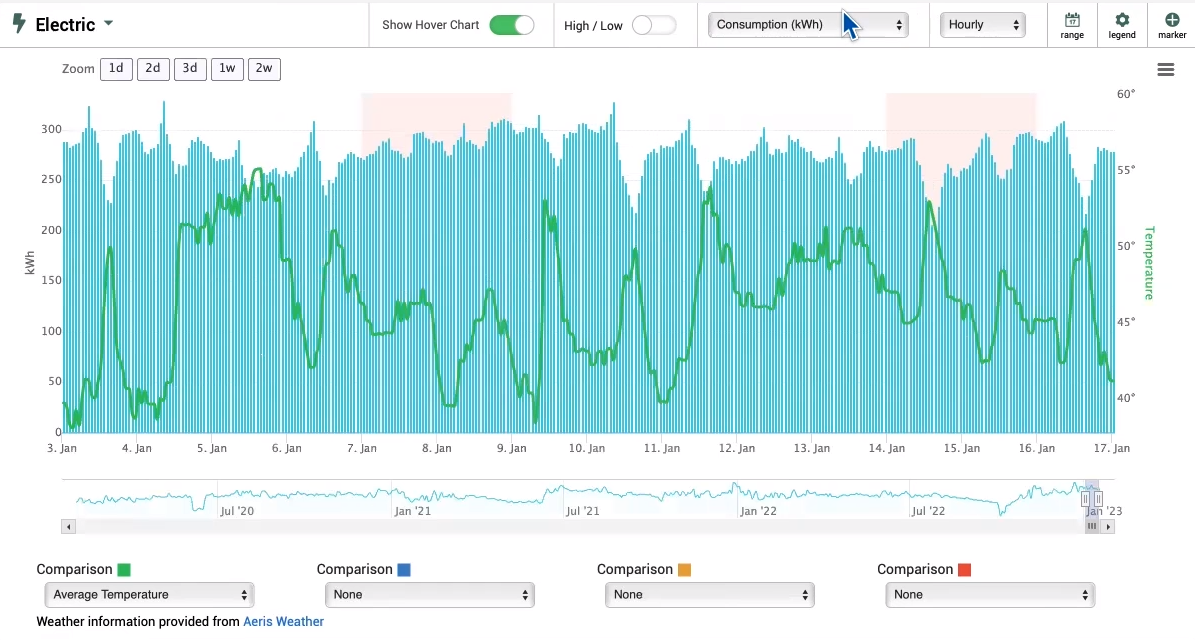 Electric
Show Hover Chart
High / Low
Consumption (kWh)
Hourly
17
range
legend
marker
Zoom 1d 2d 3d 1w 2w
60°
300
55°
250
200
50°
kWh
Temperature
150
45°
100
50
40°
0
3. Jan 4. Jan 5. Jan 6. Jan 7. Jan 8. Jan 9. Jan 10. Jan 11. Jan 12. Jan 13. Jan 14. Jan 15. Jan 16. Jan 17. Jan
Jul '20 Jan '21 Jul '21 Jan '22 Jul '22 Jan '23
Comparison Comparison Comparison Comparison
Average Temperature None None None
Weather information provided from Aeris Weather